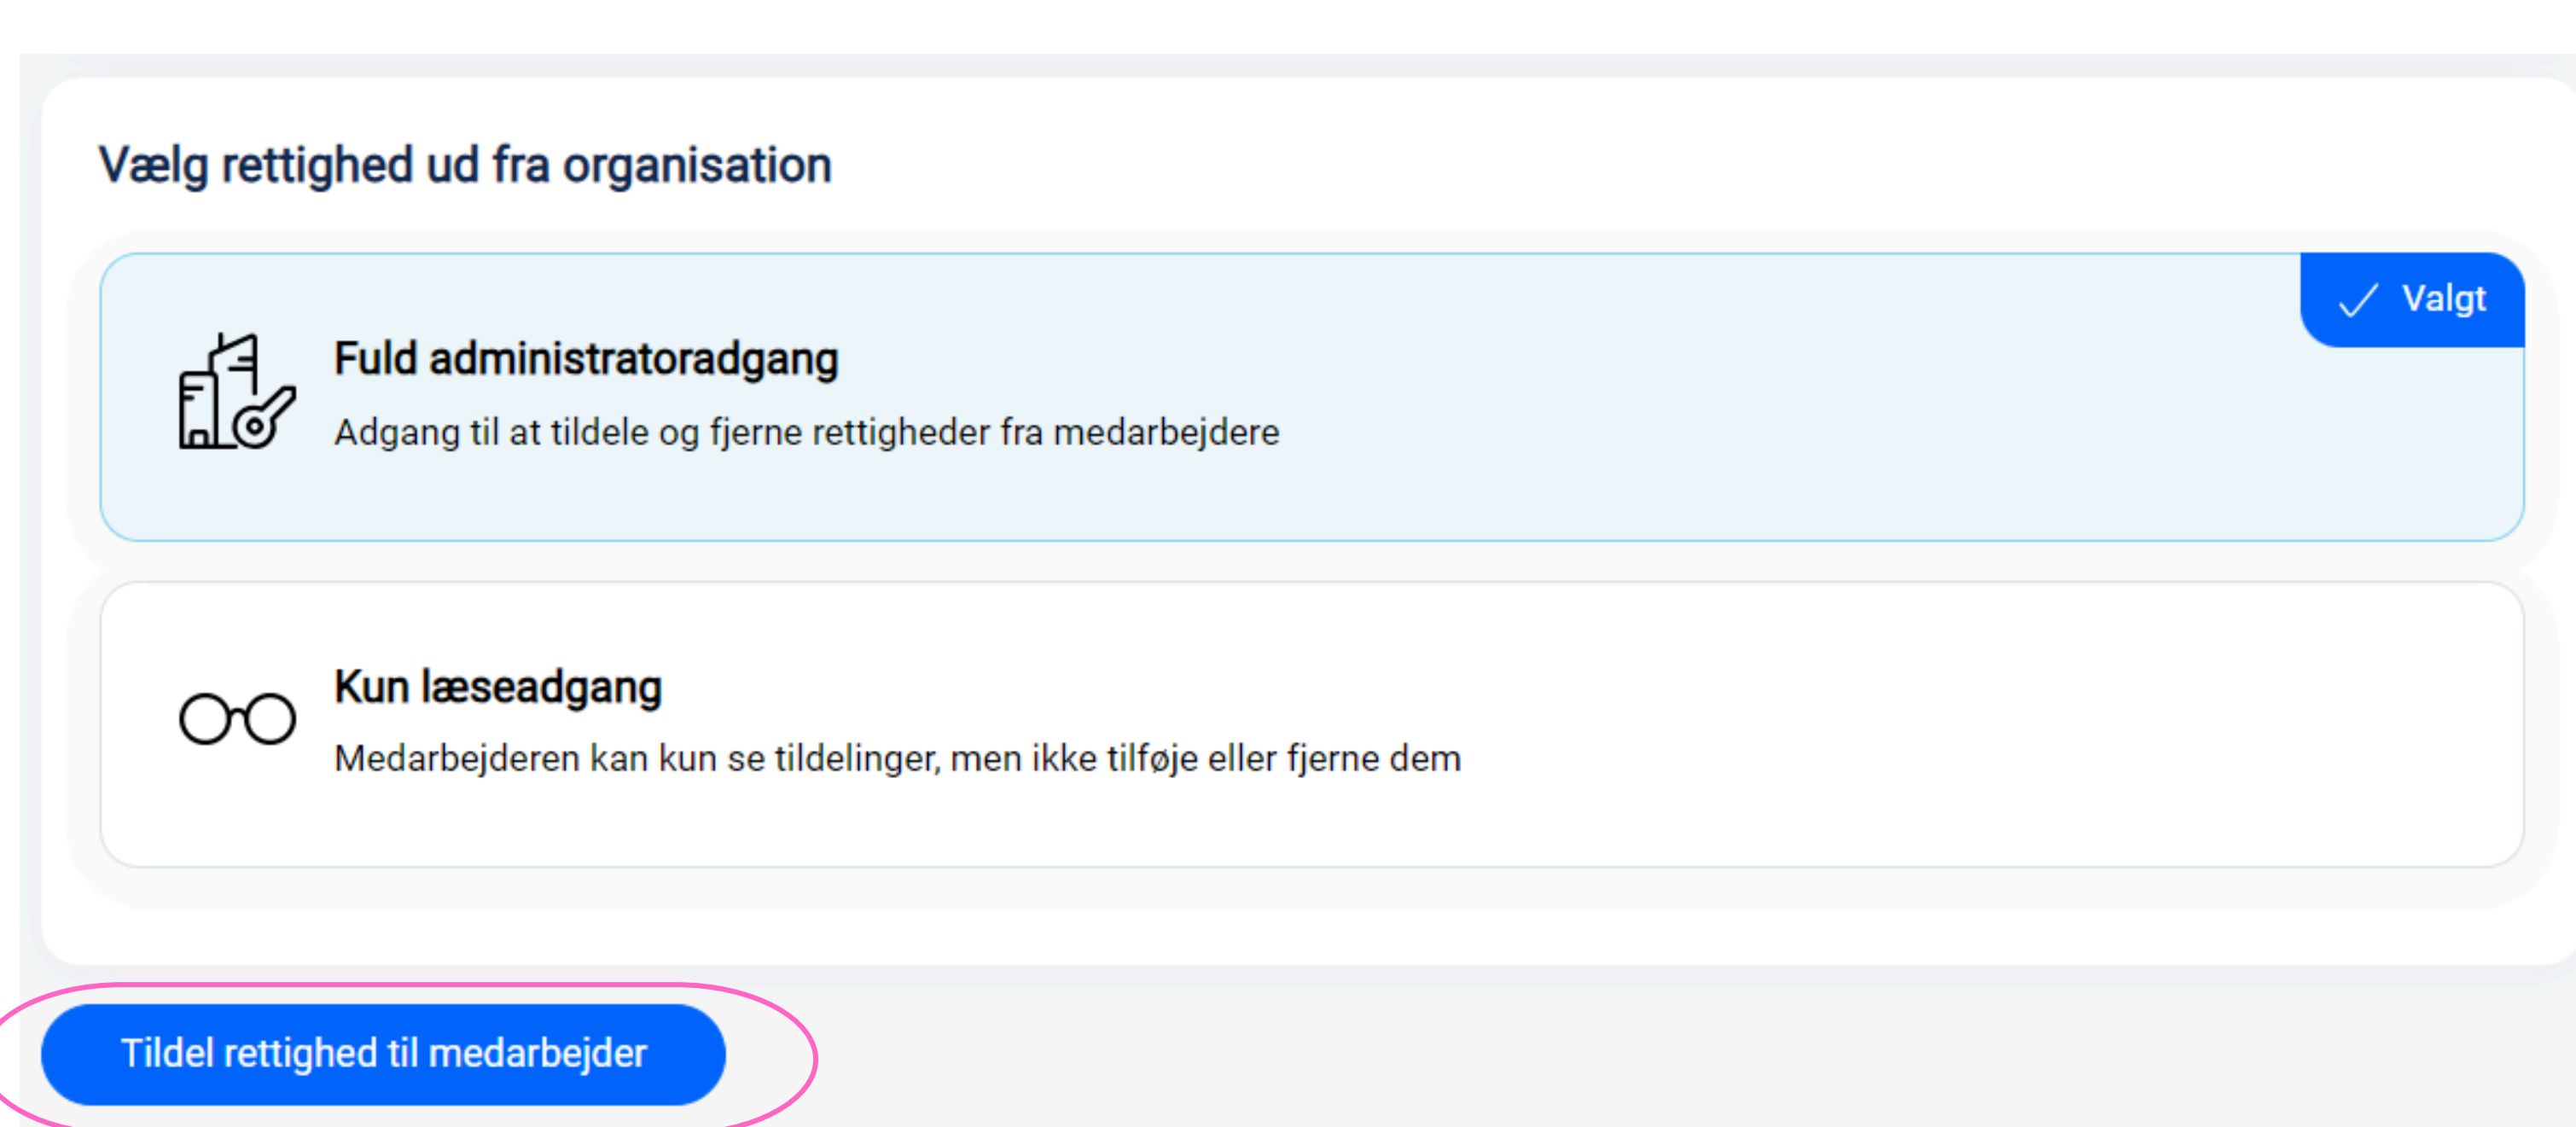 Vælg rettighed ud fra organisation
Valgt
Fuld administratoradgang
Adgang til at tildele og fjerne rettigheder fra medarbejdere
Kun læseadgang
Medarbejderen kan kun se tildelinger, men ikke tilføje eller fjerne dem
Tildel rettighed til medarbejder